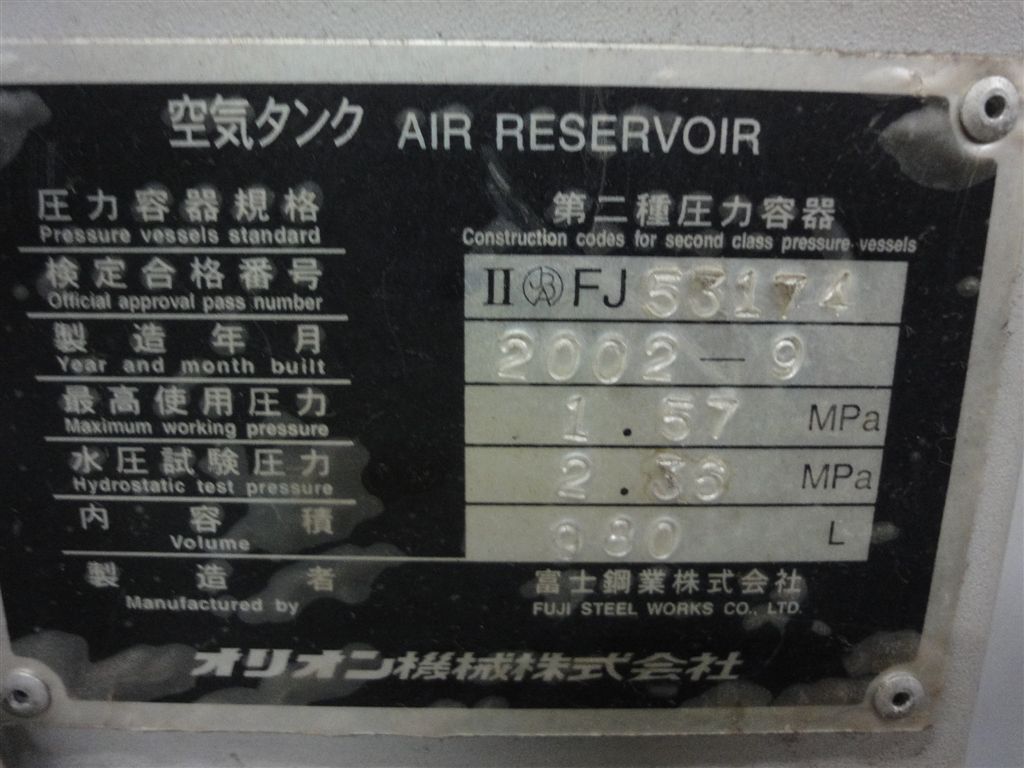 空気タンク AIR RESERVOIR
圧力容器規格 第二種圧力容器
Pressure vessels standard Construction codes for second class pressure vessels
検定合格番号 II FJ 53174
Official approval pass number
製造年月 2002-9
Year and month built
最高使用圧力 1.57 MPa
Maximum working pressure
水圧試験圧力 2.36 MPa
Hydrostatic test pressure
内容積 080 L
Volume
製造者 富士鋼業株式会社
Manufactured by FUJI STEEL WORKS CO., LTD.
オリオン機械株式会社